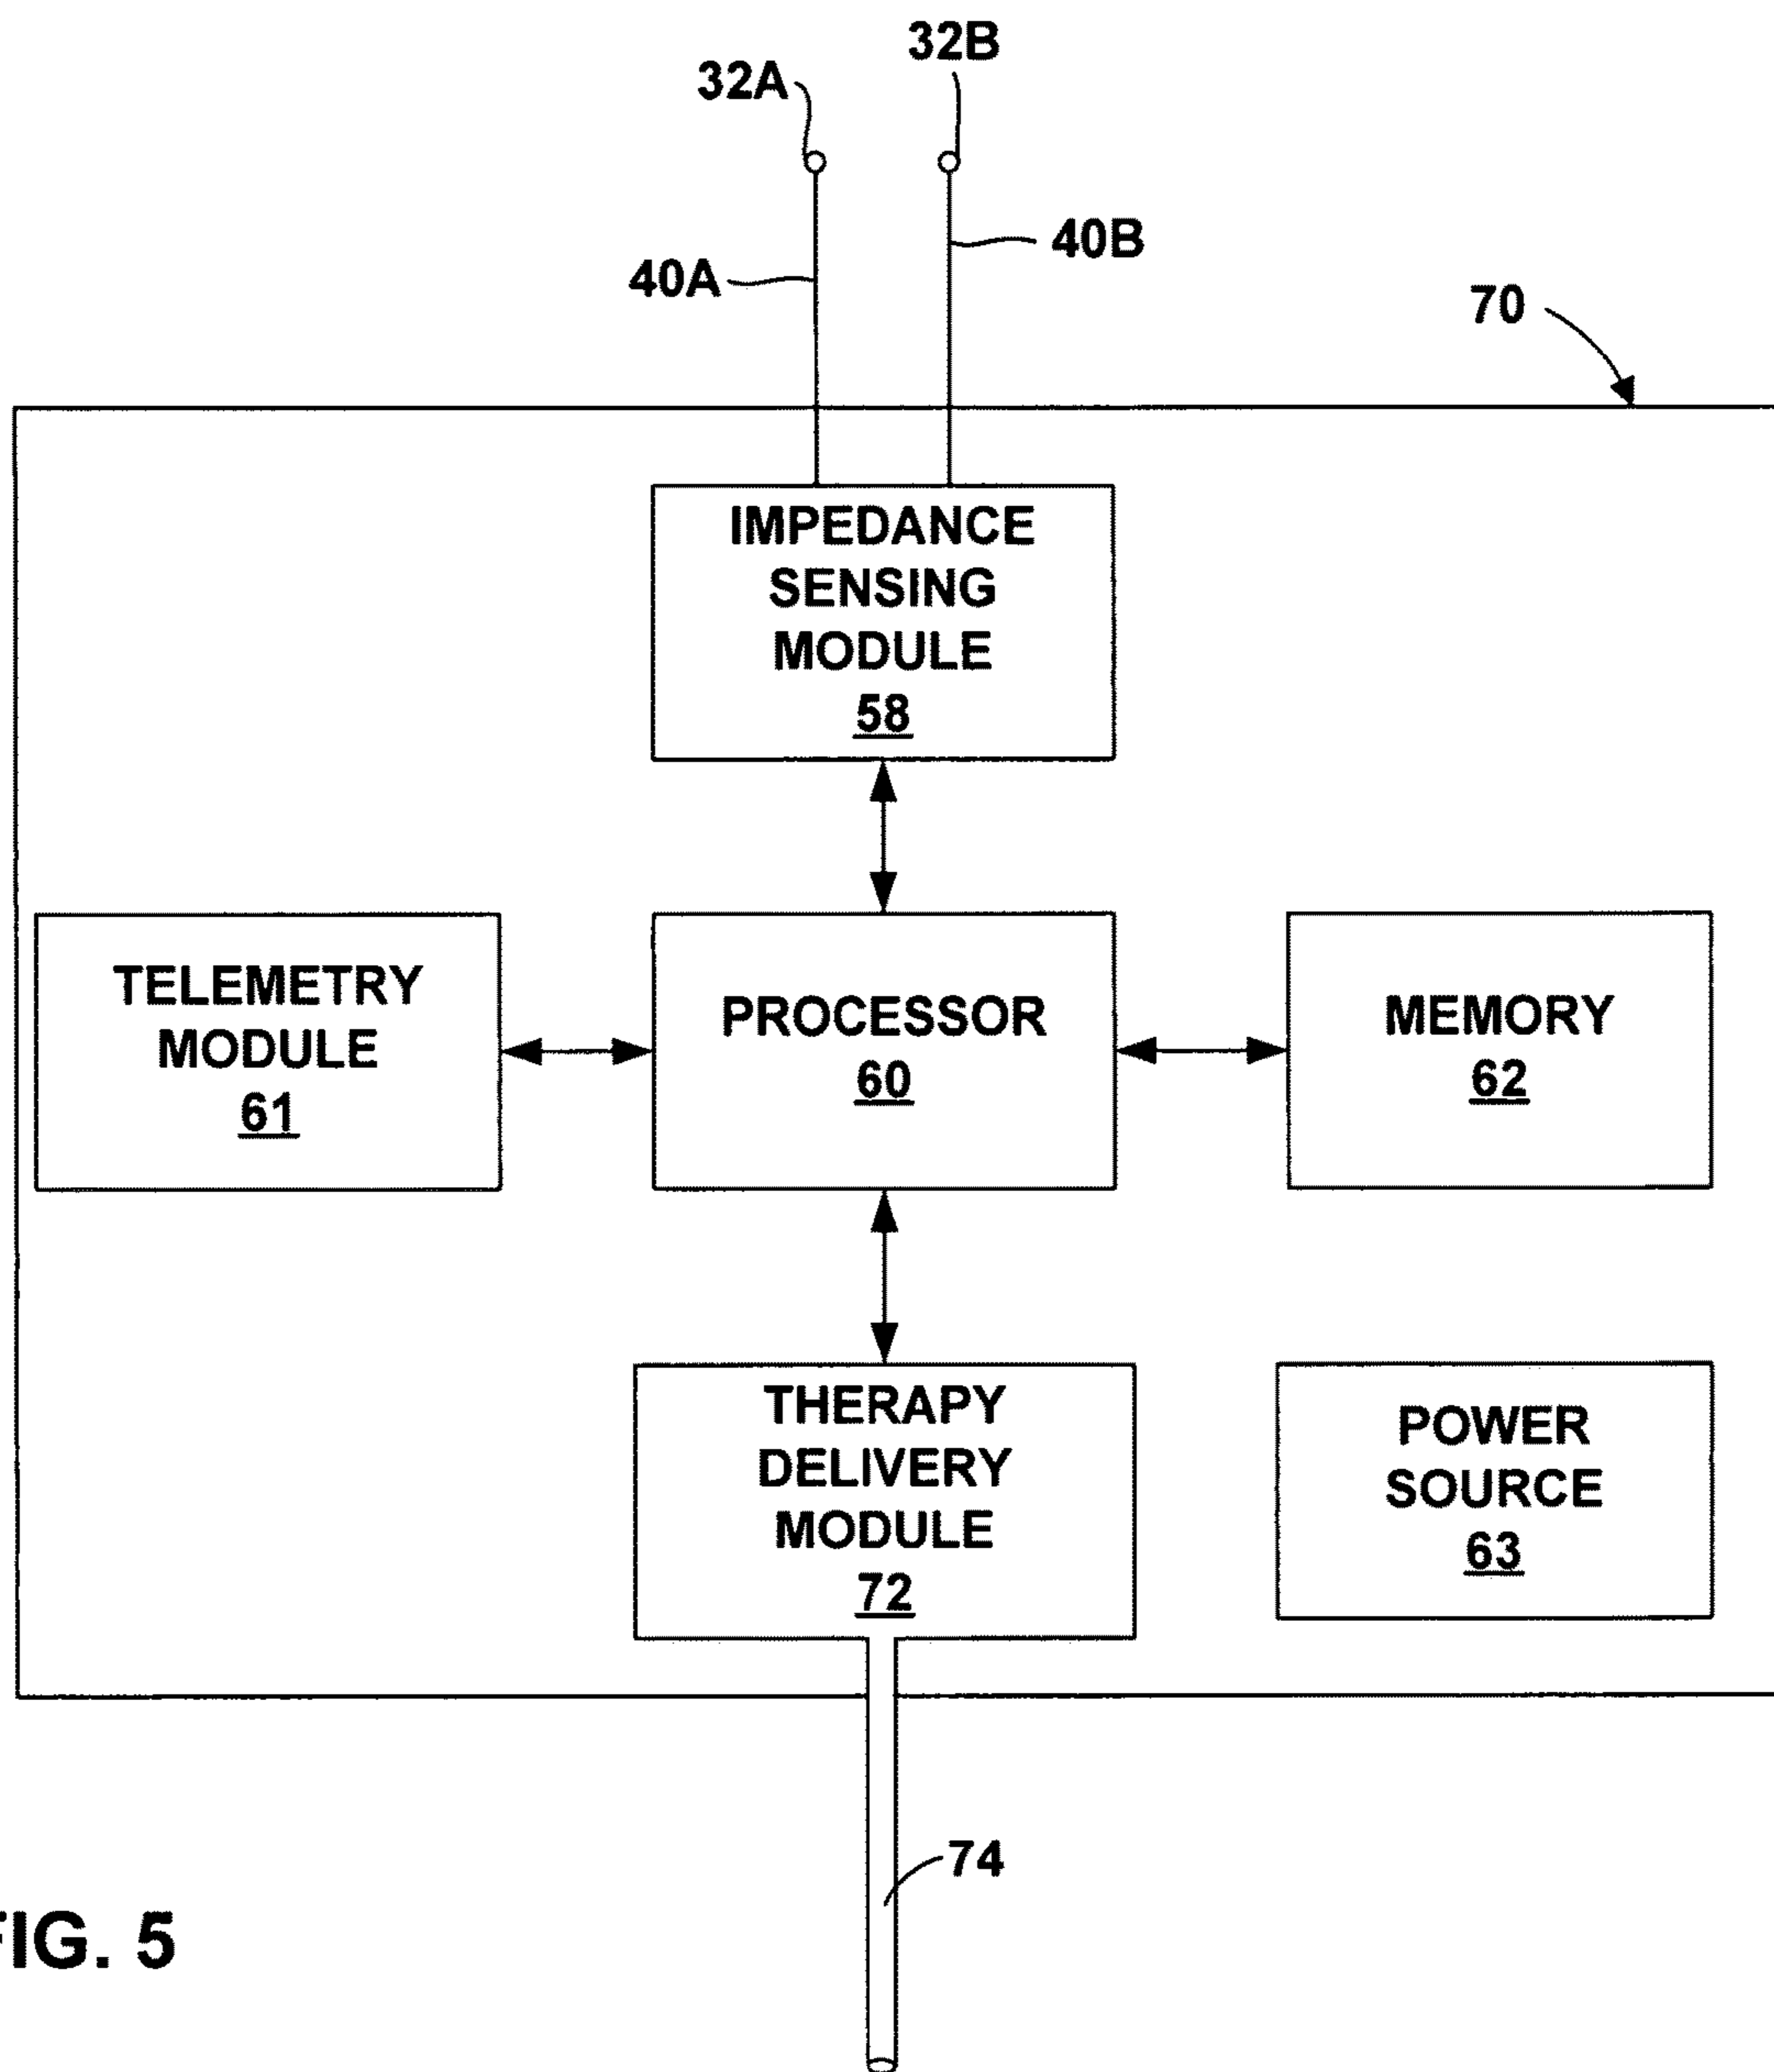 32B
32A
40B
40A
70
IMPEDANCE
SENSING
MODULE
58
TELEMETRY
MODULE
61
PROCESSOR
60
MEMORY
62
THERAPY
DELIVERY
MODULE
72
POWER
SOURCE
63
74
FIG. 5